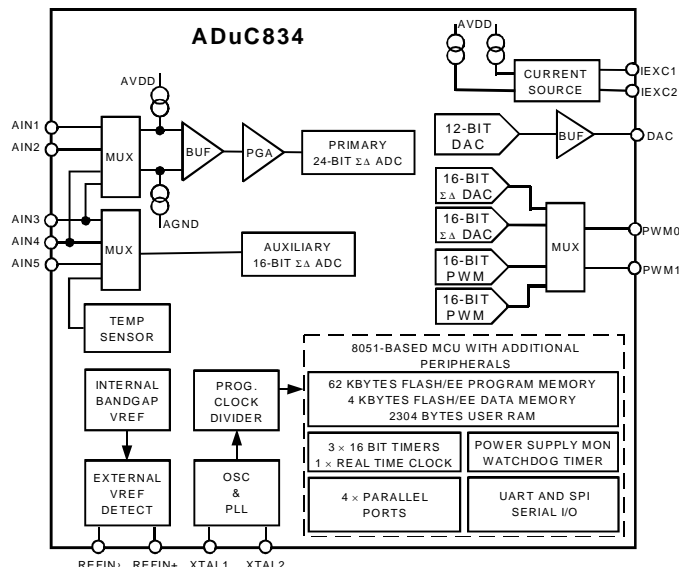 ADuC834
AVDD
CURRENT
SOURCE
IEXC1
IEXC2
AVDD
AIN1
AIN2
MUX
BUF
PGA
PRIMARY
24-BIT ΣΔ ADC
12-BIT
DAC
BUF
DAC
AGND
AIN3
AIN4
AIN5
MUX
AUXILIARY
16-BIT ΣΔ ADC
16-BIT
ΣΔ DAC
16-BIT
ΣΔ DAC
16-BIT
PWM
16-BIT
PWM
MUX
PWM0
PWM1
TEMP
SENSOR
INTERNAL
BANDGAP
VREF
PROG.
CLOCK
DIVIDER
EXTERNAL
VREF
DETECT
OSC
&
PLL
8051-BASED MCU WITH ADDITIONAL
PERIPHERALS
62 KBYTES FLASH/EE PROGRAM MEMORY
4 KBYTES FLASH/EE DATA MEMORY
2304 BYTES USER RAM
3 × 16 BIT TIMERS
1 × REAL TIME CLOCK
POWER SUPPLY MON
WATCHDOG TIMER
4 × PARALLEL
PORTS
UART AND SPI
SERIAL I/O
REFIN+
XTAL1
XTAL2